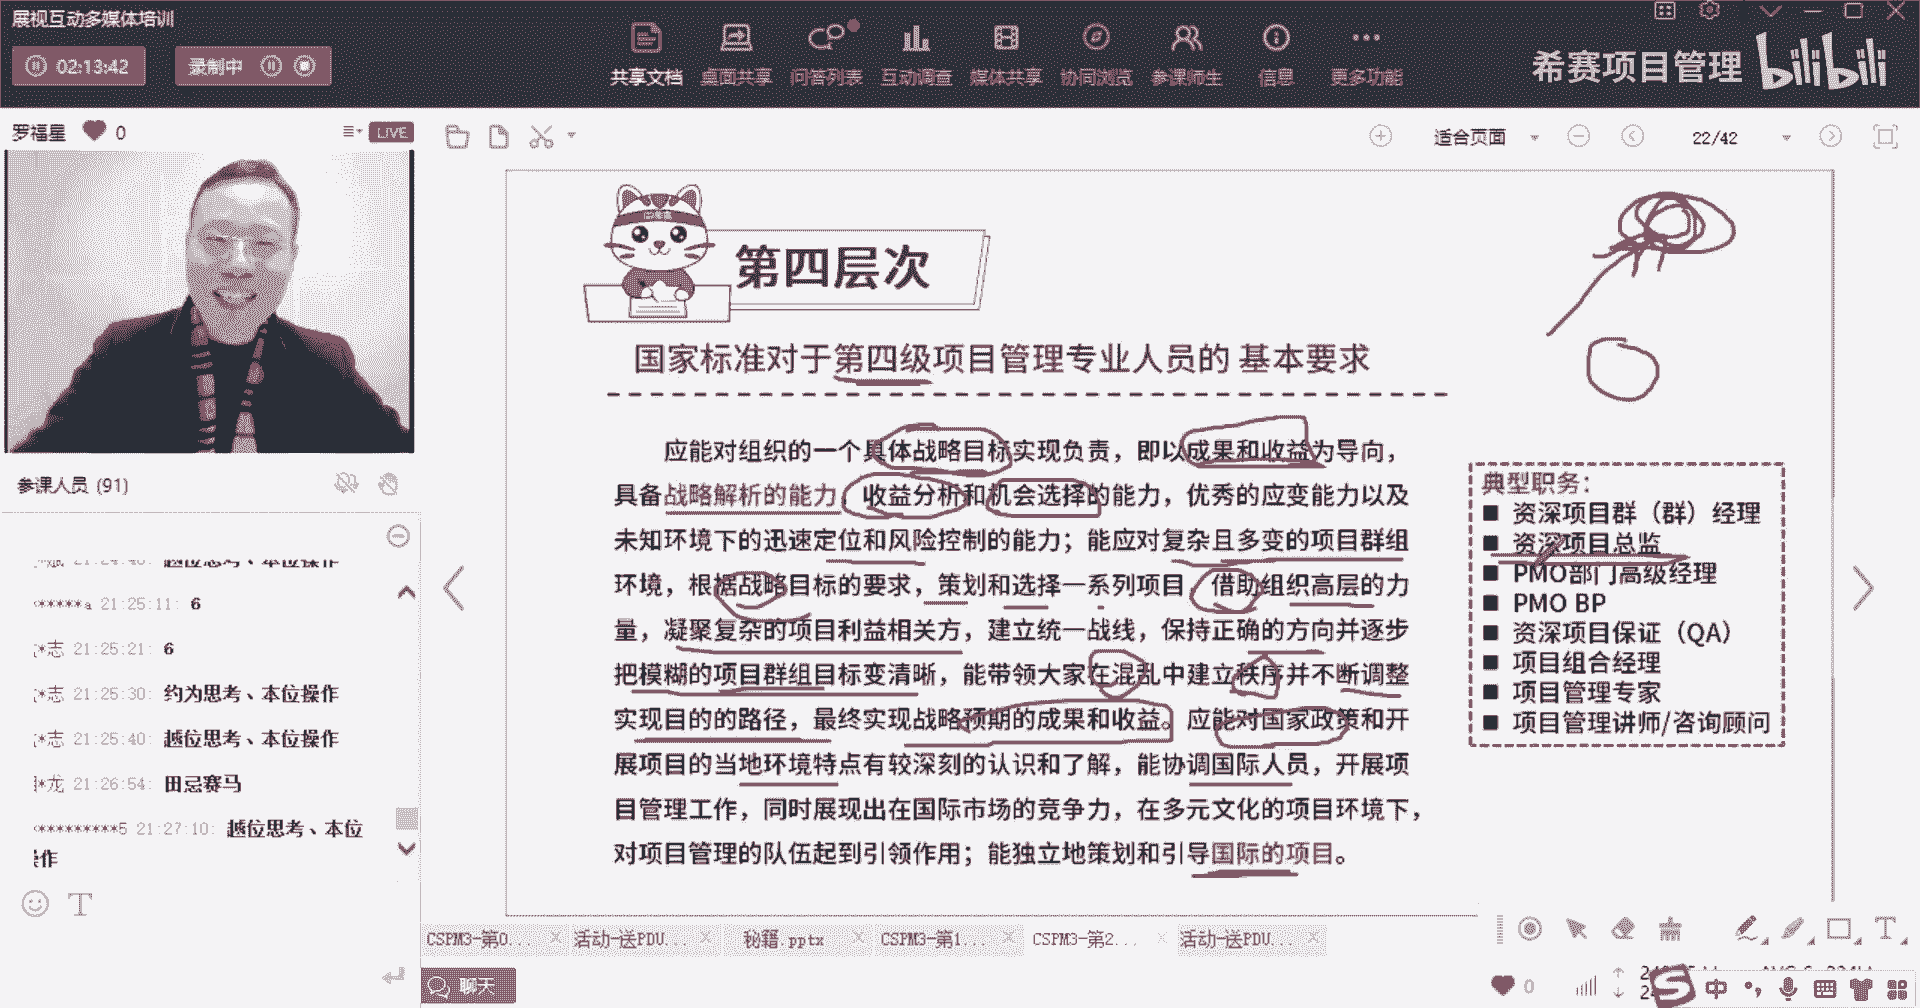 展视互动多媒体培训
02:13:42
录制中
共享文档 桌面共享 问答列表 互动调查 媒体共享 协同浏览 参课师生 信息 更多功能
希赛项目管理 bilibili
罗福星 0 LIVE
适合页面 22/42
第四层次
国家标准对于第四级项目管理专业人员的 基本要求
应能对组织的一个具体战略目标实现负责，即以成果和收益为导向，
具备战略解析的能力 收益分析和机会选择的能力，优秀的应变能力以及
未知环境下的迅速定位和风险控制的能力；能应对复杂且多变的项目群组
环境，根据战略目标的要求，策划和选择一系列项目 借助组织高层的力
量，凝聚复杂的项目利益相关方，建立统一战线，保持正确的方向并逐步
把模糊的项目群组目标变清晰，能带领大家在混乱中建立秩序并不断调整
实现目的的路径，最终实现战略预期的成果和收益。应能对国家政策和开
展项目的当地环境特点有较深刻的认识和了解，能协调国际人员，开展项
目管理工作，同时展现出在国际市场的竞争力，在多元文化的项目环境下，
对项目管理的队伍起到引领作用；能独立地策划和引导国际的项目。
典型职务：
资深项目群（群）经理
资深项目总监
PMO部门高级经理
PMO BP
资深项目保证（QA）
项目组合经理
项目管理专家
项目管理讲师/咨询顾问
参课人员 (91)
越位思考、本位操作
******a 21:25:11: 6
*志 21:25:21: 6
*志 21:25:30: 约为思考、本位操作
*志 21:25:40: 越位思考、本位操作
*龙 21:26:54: 田忌赛马
*********5 21:27:10: 越位思考、本位
操作
CSPM3-第0... 活动-送PDU... 秘籍.pptx CSPM3-第1... CSPM3-第2... 活动-送PDU...
聊天
0
中